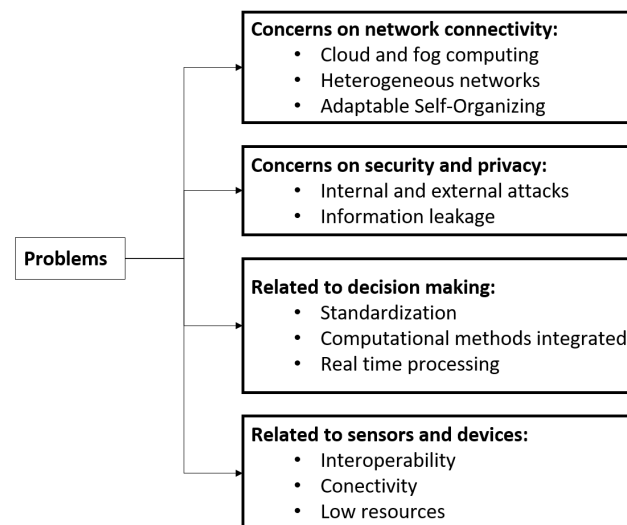 Problems
Concerns on network connectivity:
• Cloud and fog computing
• Heterogeneous networks
• Adaptable Self-Organizing
Concerns on security and privacy:
• Internal and external attacks
• Information leakage
Related to decision making:
• Standardization
• Computational methods integrated
• Real time processing
Related to sensors and devices:
• Interoperability
• Conectivity
• Low resources